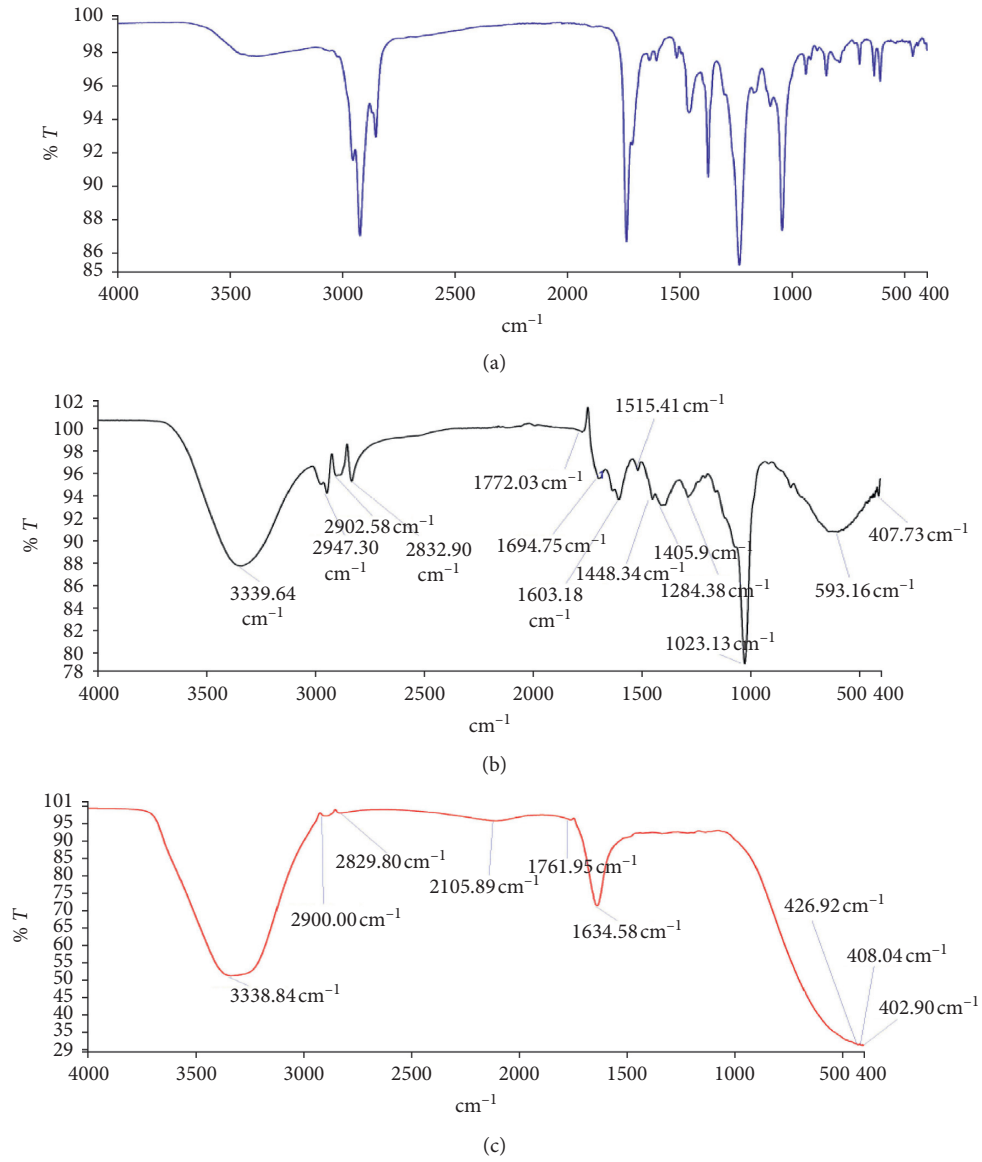 100
98
96
94
92
90
88
86
85
% T
4000
3000
2000
1500
1000
500
400
cm−1
(a)
102
100
98
96
94
92
90
88
86
84
82
80
78
% T
1515.41 cm−1
1772.03 cm−1
2902.58 cm−1
2947.30
cm−1
2832.90
cm−1
3339.64
cm−1
1694.75 cm−1
1603.18
cm−1
1448.34 cm−1
1405.9 cm−1
1284.38 cm−1
1023.13 cm−1
593.16 cm−1
407.73 cm−1
4000
3500
3000
2500
2000
1500
1000
500
400
cm−1
(b)
101
95
90
85
80
75
70
65
60
55
50
45
40
35
29
% T
2829.80 cm−1
2900.00 cm−1
2105.89 cm−1
1761.95 cm−1
1634.58 cm−1
3338.84 cm−1
426.92 cm−1
408.04 cm−1
402.90 cm−1
4000
3500
3000
2500
2000
1500
1000
500
400
cm−1
(c)